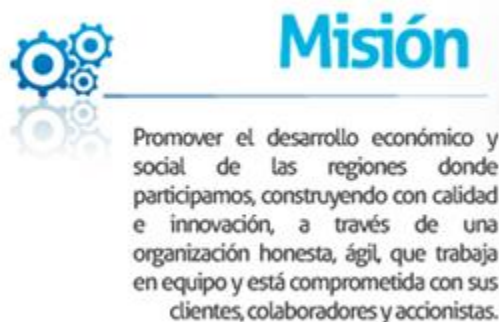 Misión
Promover el desarrollo económico y
social de las regiones donde
participamos, construyendo con calidad
e innovación, a través de una
organización honesta, ágil, que trabaja
en equipo y está comprometida con sus
clientes, colaboradores y accionistas.